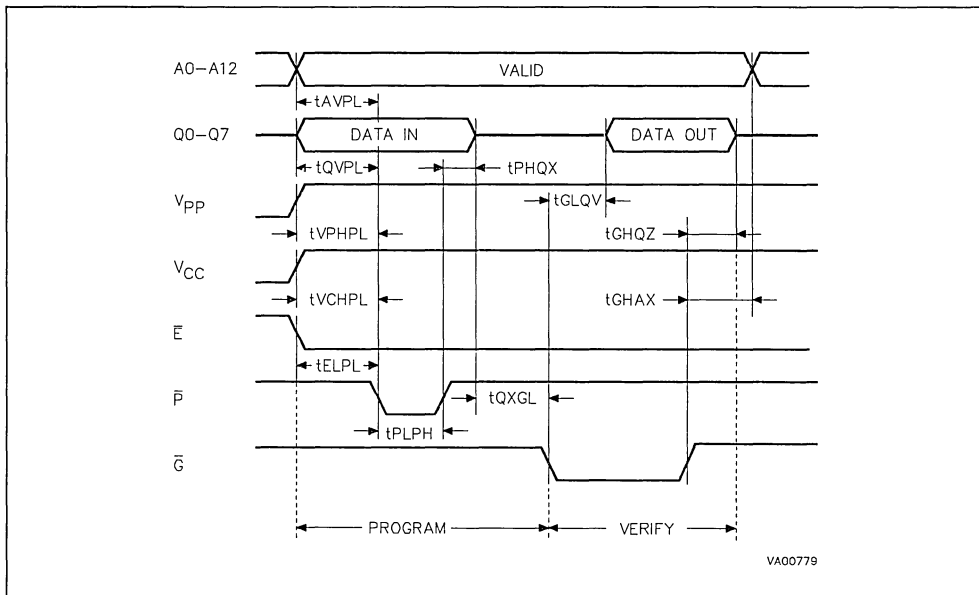 A0-A12
VALID
tAVPL
Q0-Q7
DATA IN
DATA OUT
tQVPL
tPHQX
VPP
tGLQV
tVPHPL
tGHQZ
VCC
tVCHPL
tGHAX
E̅
tELPL
P̅
tQXGL
tPLPH
G̅
PROGRAM
VERIFY
VA00779